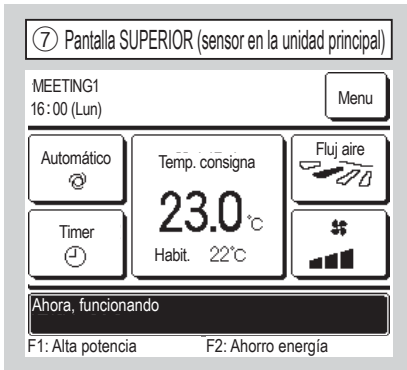 ⑦ Pantalla SUPERIOR (sensor en la unidad principal)
MEETING1
16:00 (Lun)
Menu
Automático
Temp. consigna
23.0 °C
Habit. 22°C
Fluj aire
Timer
Ahora, funcionando
F1: Alta potencia F2: Ahorro energía